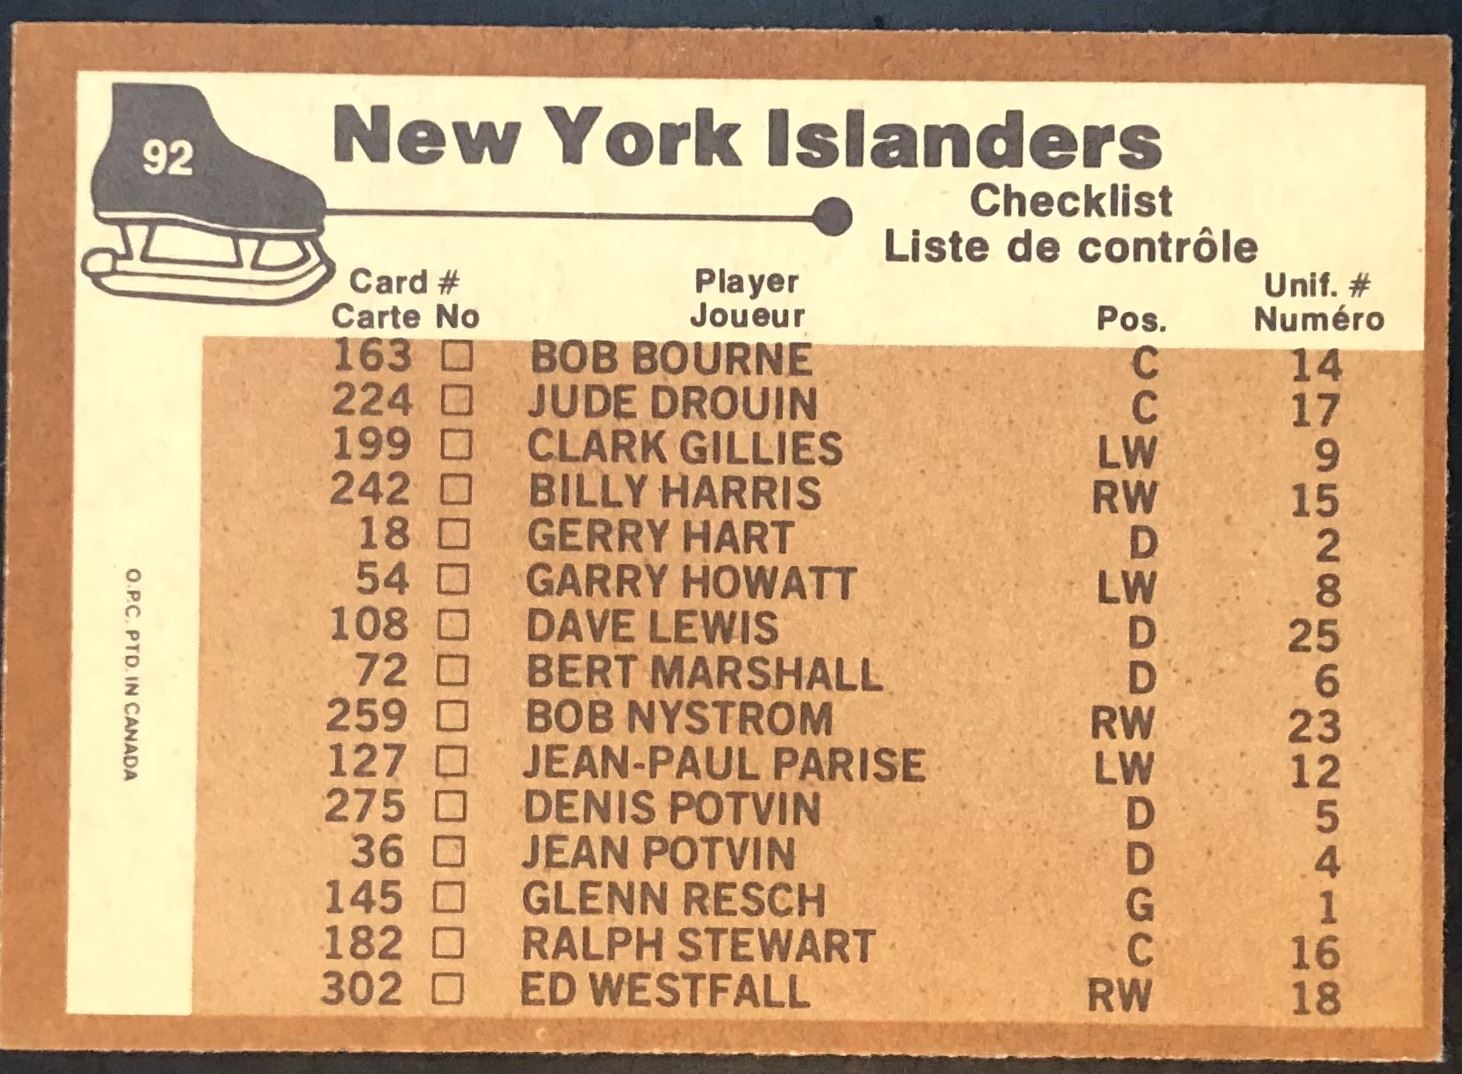 92
New York Islanders
Checklist
Liste de contrôle
Card # Player Unif. #
Carte No Joueur Pos. Numéro
163 □ BOB BOURNE C 14
224 □ JUDE DROUIN C 17
199 □ CLARK GILLIES LW 9
242 □ BILLY HARRIS RW 15
18 □ GERRY HART D 2
54 □ GARRY HOWATT LW 8
108 □ DAVE LEWIS D 25
72 □ BERT MARSHALL D 6
259 □ BOB NYSTROM RW 23
127 □ JEAN-PAUL PARISE LW 12
275 □ DENIS POTVIN D 5
36 □ JEAN POTVIN D 4
145 □ GLENN RESCH G 1
182 □ RALPH STEWART C 16
302 □ ED WESTFALL RW 18
O.P.C. PTD. IN CANADA